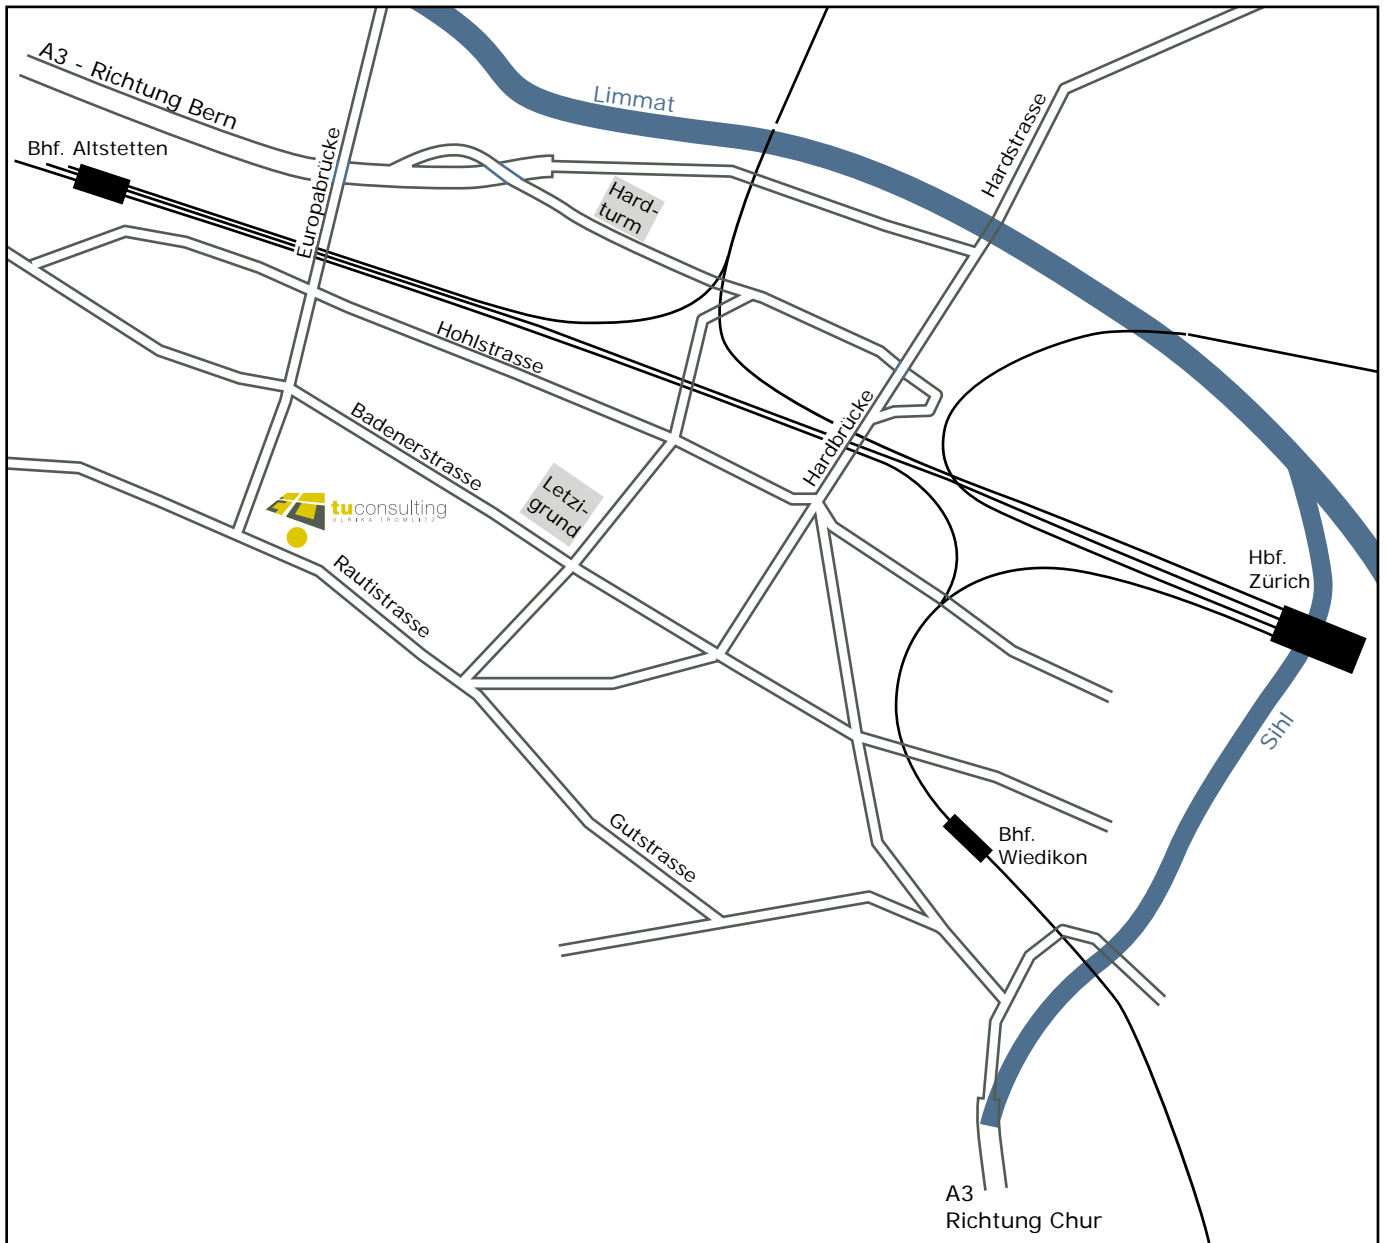 A3 - Richtung Bern
Bhf. Altstetten
Europabrücke
Limmat
Hardstrasse
Hard-
turm
Hohlstrasse
Badenerstrasse
Hardbrücke
Letzi-
grund
tuconsulting
ULRIKA TRÖMLITZ
Rautistrasse
Hbf.
Zürich
Sihl
Gutstrasse
Bhf.
Wiedikon
A3
Richtung Chur